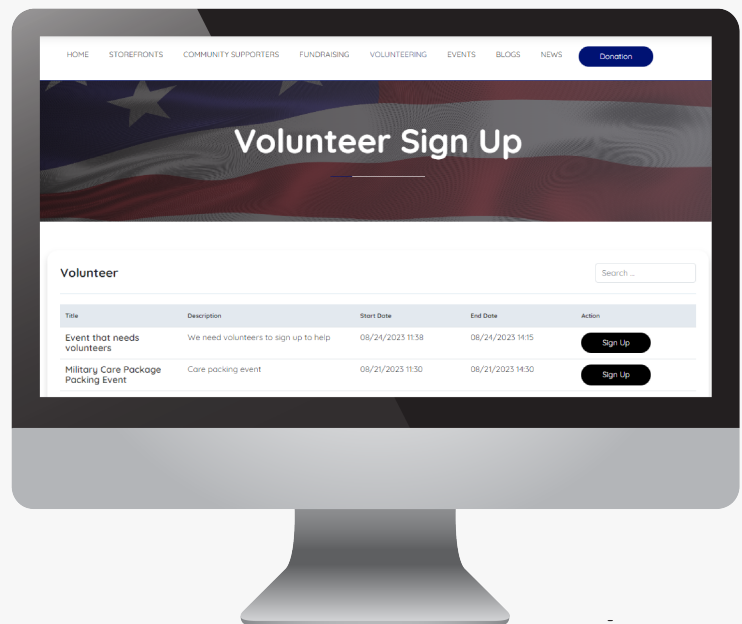 HOME STOREFRONTS COMMUNITY SUPPORTERS FUNDRAISING VOLUNTEERING EVENTS BLOGS NEWS Donation
Volunteer Sign Up
Volunteer Search ...
Title Description Start Date End Date Action
Event that needs We need volunteers to sign up to help 08/24/2023 11:38 08/24/2023 14:15 Sign Up
volunteers
Military Care Package Care packing event 08/21/2023 11:30 08/21/2023 14:30 Sign Up
Packing Event